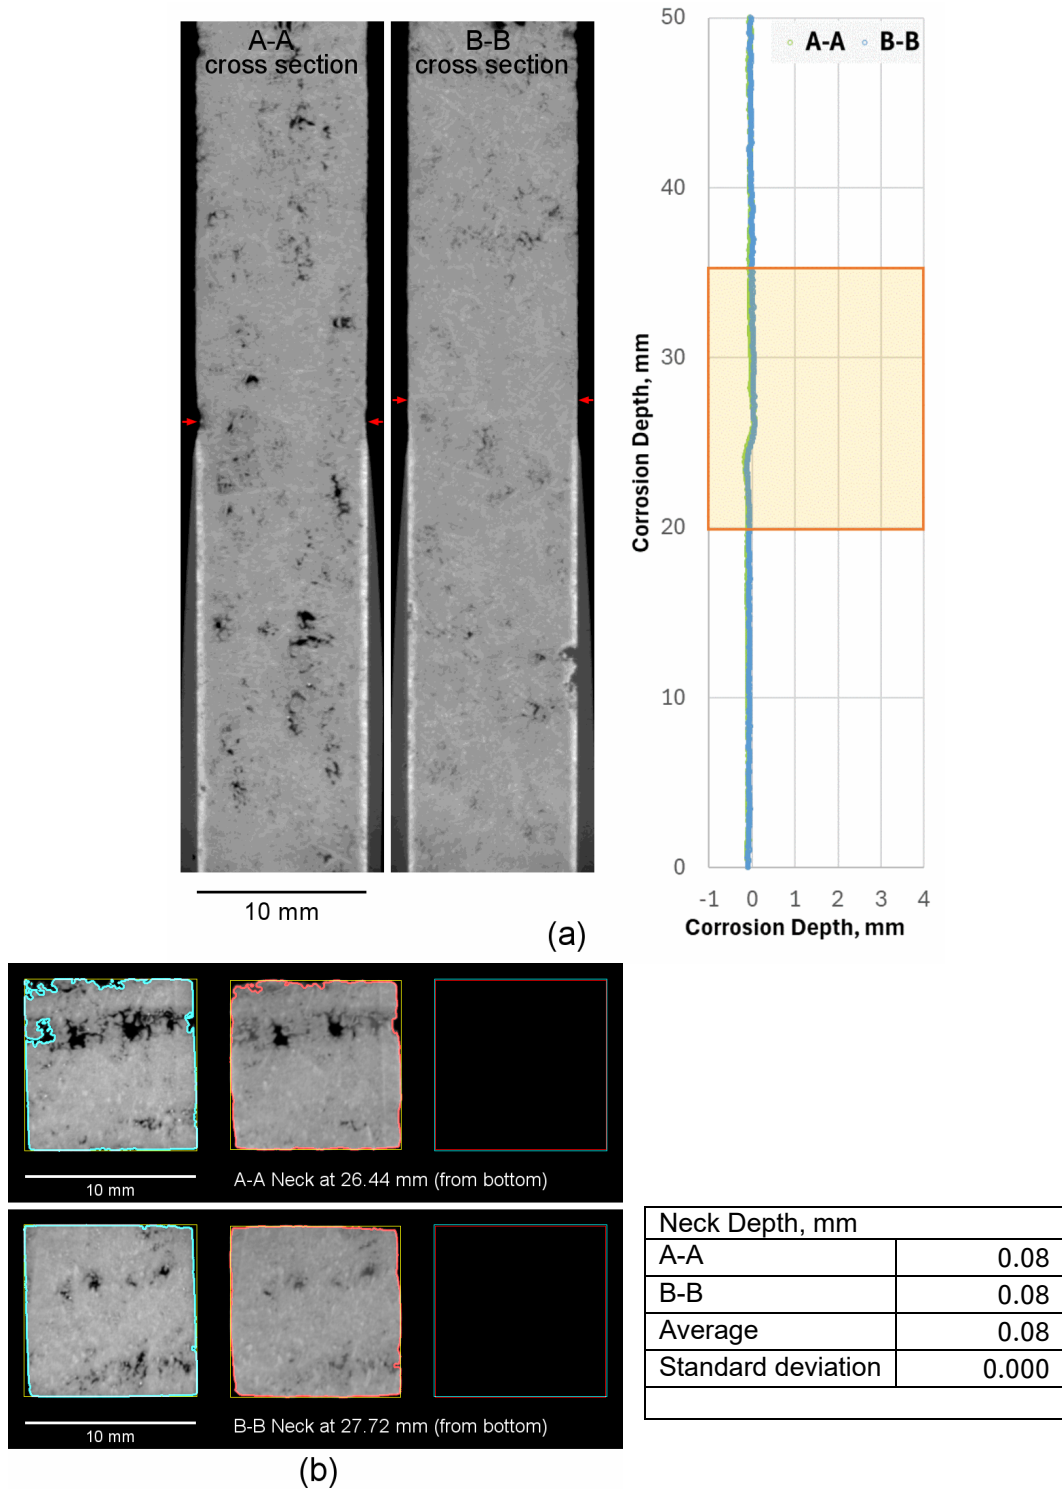 A-A
cross section
B-B
cross section
10 mm
(a)
A-A B-B
50
40
30
20
10
0
Corrosion Depth, mm
-1 0 1 2 3 4
Corrosion Depth, mm
10 mm
A-A Neck at 26.44 mm (from bottom)
10 mm
B-B Neck at 27.72 mm (from bottom)
(b)
Neck Depth, mm
A-A 0.08
B-B 0.08
Average 0.08
Standard deviation 0.000